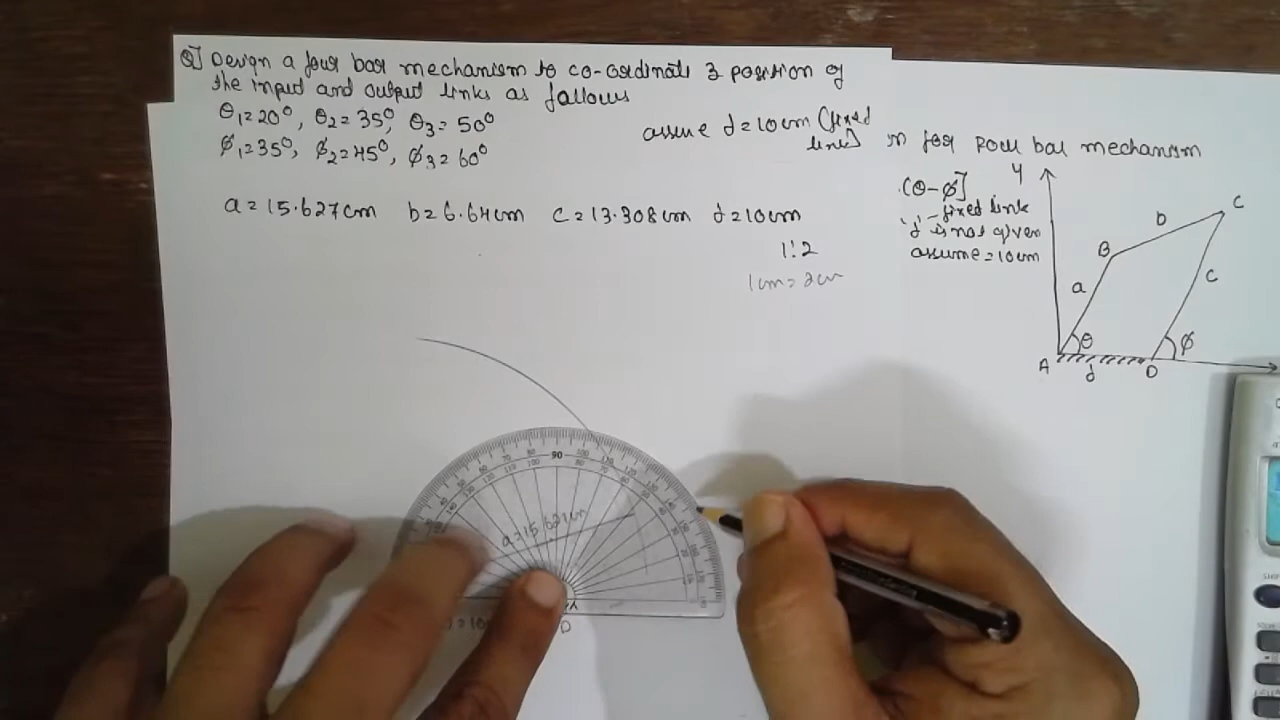 Q] Design a four bar mechanism to co-ordinate 3 position of
the input and output links as follows
θ1=20°, θ2=35°, θ3=50°
ϕ1=35°, ϕ2=45°, ϕ3=60°
assume d=10cm (fixed
link)
a=15.627cm b=6.64cm c=13.308cm d=10cm
1:2
1cm=2cm
for four bar mechanism
(θ-ϕ]
'd'-fixed link
is not given
assume=10cm
y
A
B
C
D
a
b
c
d
θ
ϕ
a=15.627cm
D
90